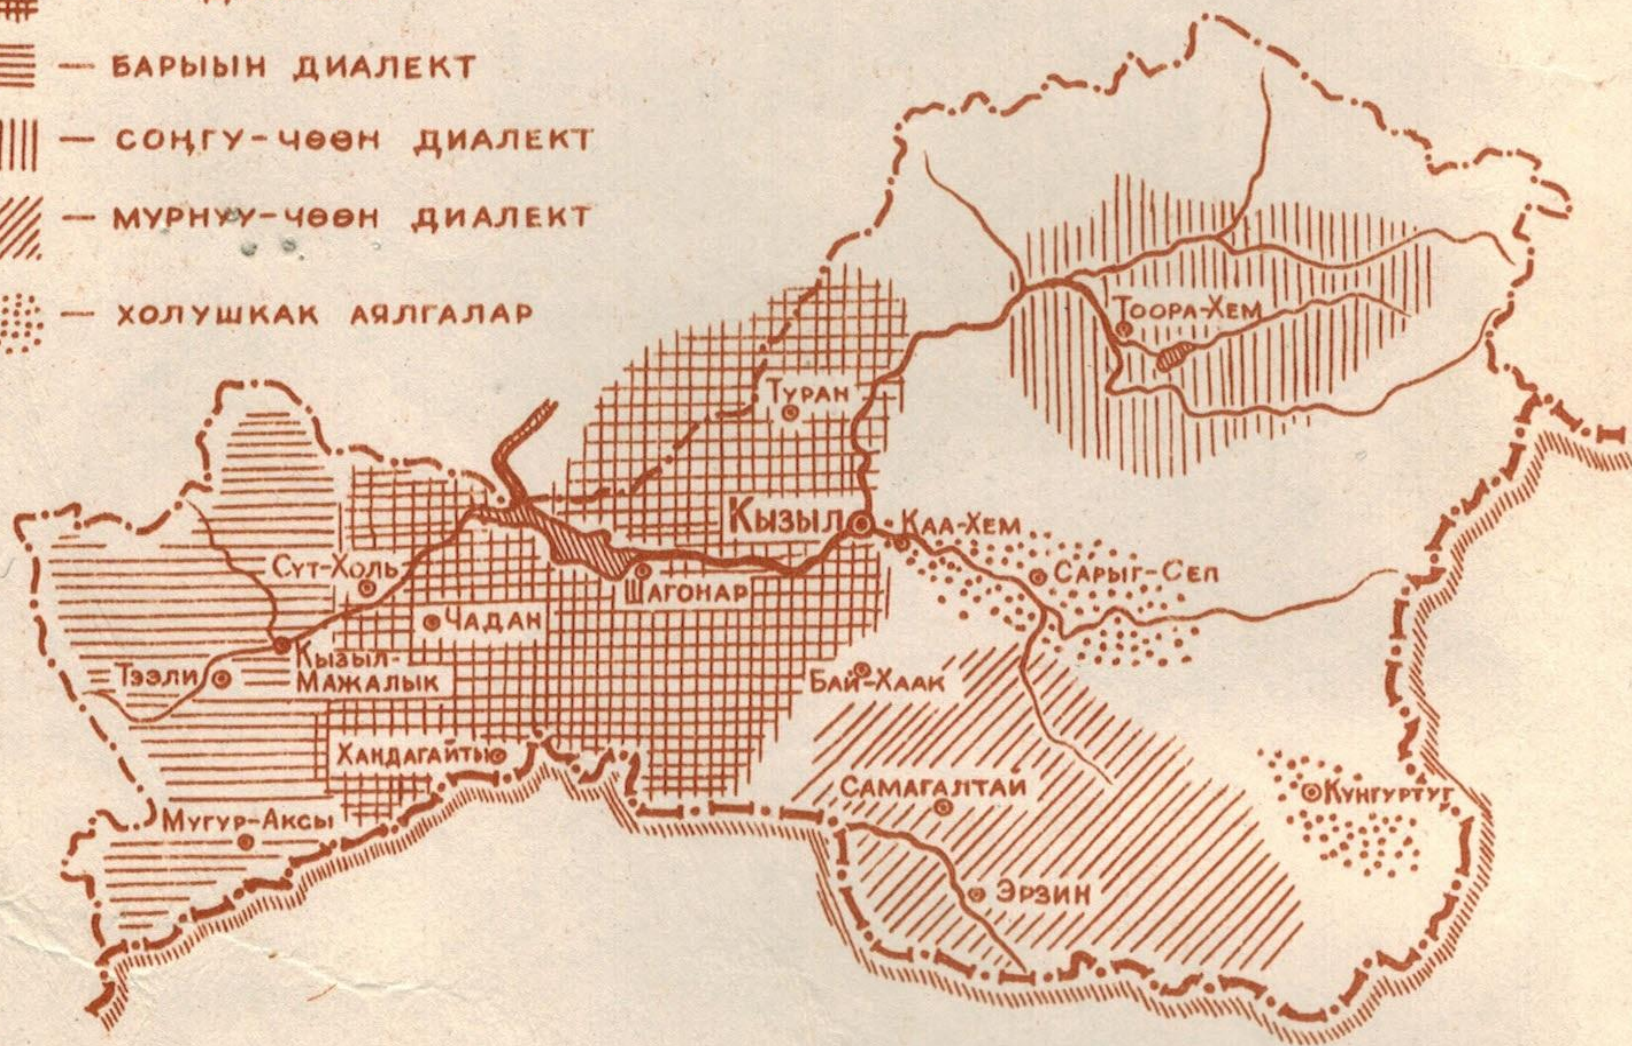 — БАРЫЫН ДИАЛЕКТ
— СОҢГУ-ЧӨӨН ДИАЛЕКТ
— МУРНУУ-ЧӨӨН ДИАЛЕКТ
— ХОЛУШКАК АЯЛГАЛАР
ТООРА-ХЕМ
ТУРАН
КЫЗЫЛ
КАА-ХЕМ
СҮТ-ХОЛЬ
САРЫГ-СЕП
ШАГОНАР
ЧАДАН
ТЭЭЛИ
КЫЗЫЛ-
МАЖАЛЫК
БАЙ-ХААК
ХАНДАГАЙТЫ
САМАГАЛТАЙ
КУНГУРТУГ
МУГУР-АКСЫ
ЭРЗИН